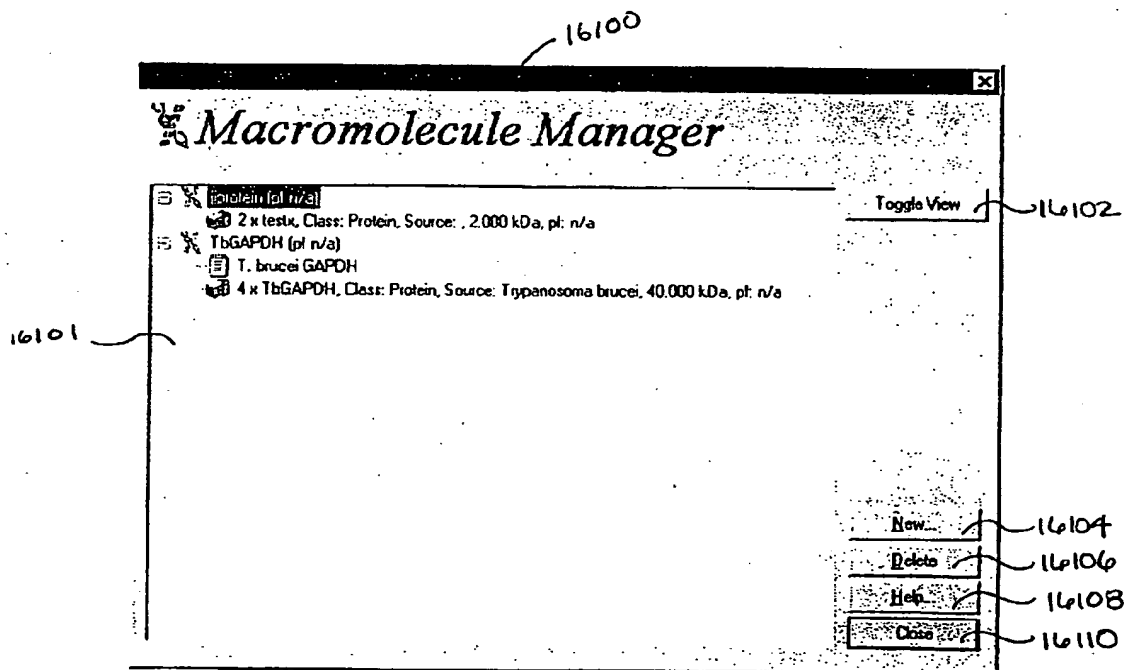 16100
Macromolecule Manager
(pI n/a)
Toggle View
16102
2 x testx, Class: Protein, Source: , 2.000 kDa, pI: n/a
TbGAPDH (pI n/a)
T. brucei GAPDH
4 x TbGAPDH, Class: Protein, Source: Trypanosoma brucei, 40.000 kDa, pI: n/a
16101
New...
16104
Delete
16106
Help...
16108
Close
16110